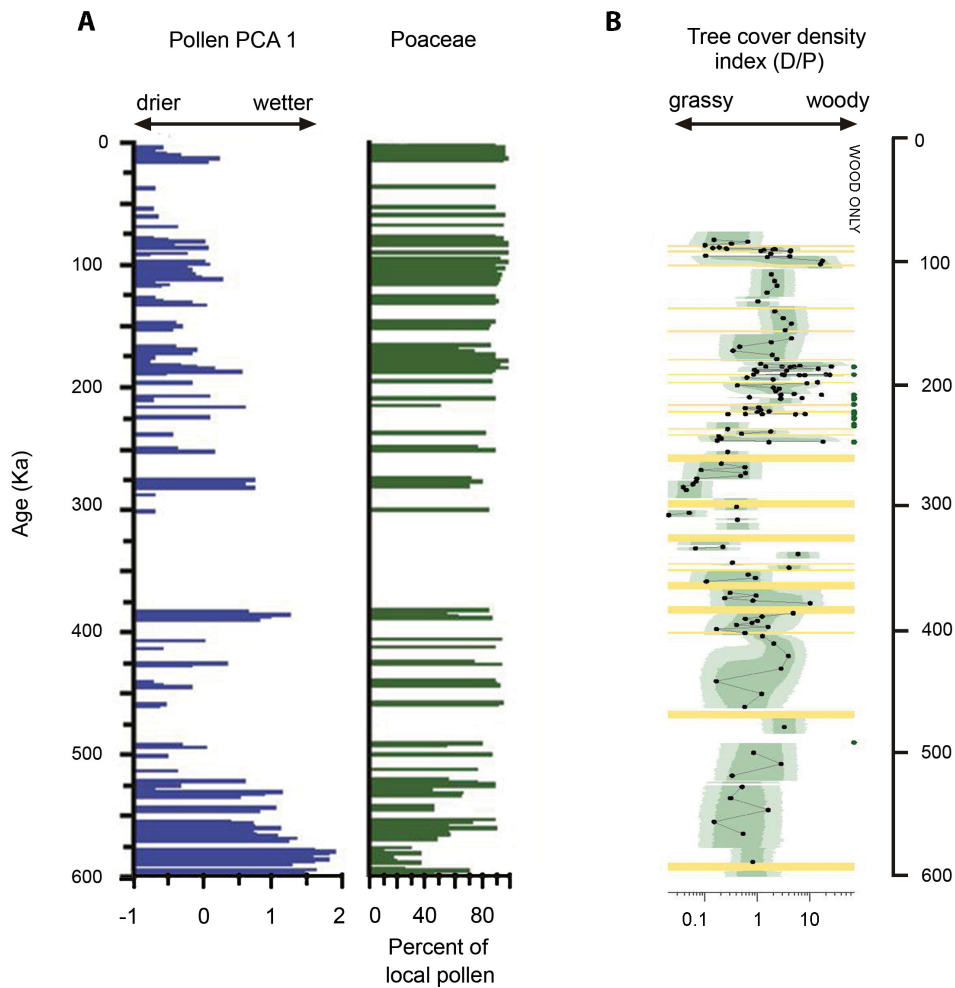 A
Pollen PCA 1
drier wetter
Poaceae
B
Tree cover density
index (D/P)
grassy woody
WOOD ONLY
Age (Ka)
0
100
200
300
400
500
600
-1 0 1 2
0 40 80
Percent of
local pollen
0
100
200
300
400
500
600
0.1 1 10